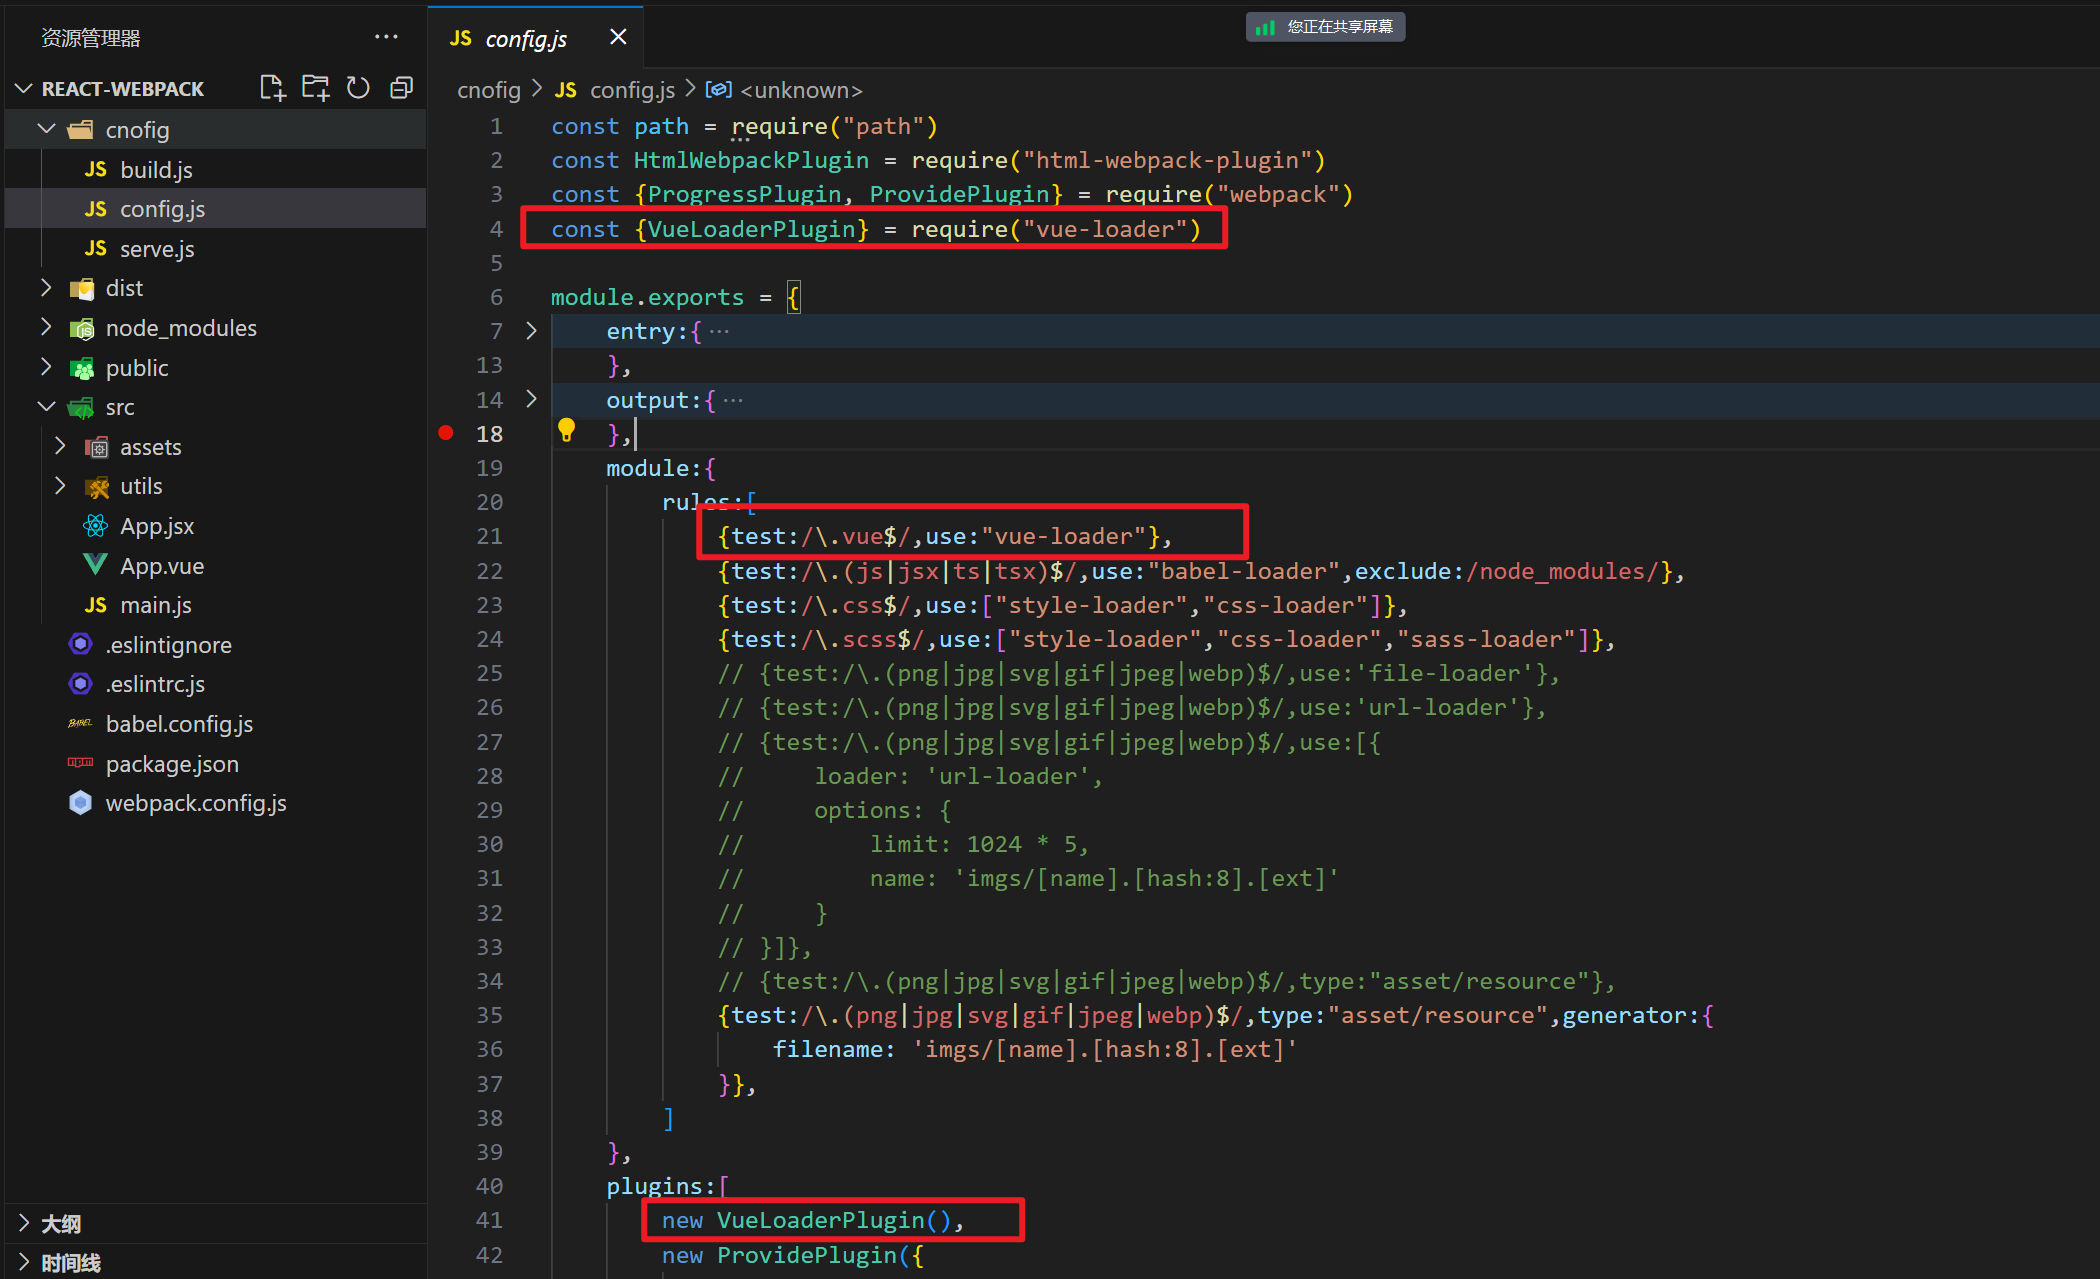 资源管理器
REACT-WEBPACK
cnofig
JS build.js
JS config.js
JS serve.js
dist
node_modules
public
src
assets
utils
App.jsx
App.vue
JS main.js
.eslintignore
.eslintrc.js
BABEL babel.config.js
npm package.json
webpack.config.js
大纲
时间线
JS config.js
您正在共享屏幕
cnofig > JS config.js > <unknown>
1 const path = require("path")
2 const HtmlWebpackPlugin = require("html-webpack-plugin")
3 const {ProgressPlugin, ProvidePlugin} = require("webpack")
4 const {VueLoaderPlugin} = require("vue-loader")
5
6 module.exports = {
7 entry:{ ···
13 },
14 output:{ ···
18 },
19 module:{
20 rules:[
21 {test:/\.vue$/,use:"vue-loader"},
22 {test:/\.(js|jsx|ts|tsx)$/,use:"babel-loader",exclude:/node_modules/},
23 {test:/\.css$/,use:["style-loader","css-loader"]},
24 {test:/\.scss$/,use:["style-loader","css-loader","sass-loader"]},
25 // {test:/\.(png|jpg|svg|gif|jpeg|webp)$/,use:'file-loader'},
26 // {test:/\.(png|jpg|svg|gif|jpeg|webp)$/,use:'url-loader'},
27 // {test:/\.(png|jpg|svg|gif|jpeg|webp)$/,use:[{
28 // loader: 'url-loader',
29 // options: {
30 // limit: 1024 * 5,
31 // name: 'imgs/[name].[hash:8].[ext]'
32 // }
33 // }]},
34 // {test:/\.(png|jpg|svg|gif|jpeg|webp)$/,type:"asset/resource"},
35 {test:/\.(png|jpg|svg|gif|jpeg|webp)$/,type:"asset/resource",generator:{
36 filename: 'imgs/[name].[hash:8].[ext]'
37 }},
38 ]
39 },
40 plugins:[
41 new VueLoaderPlugin(),
42 new ProvidePlugin({